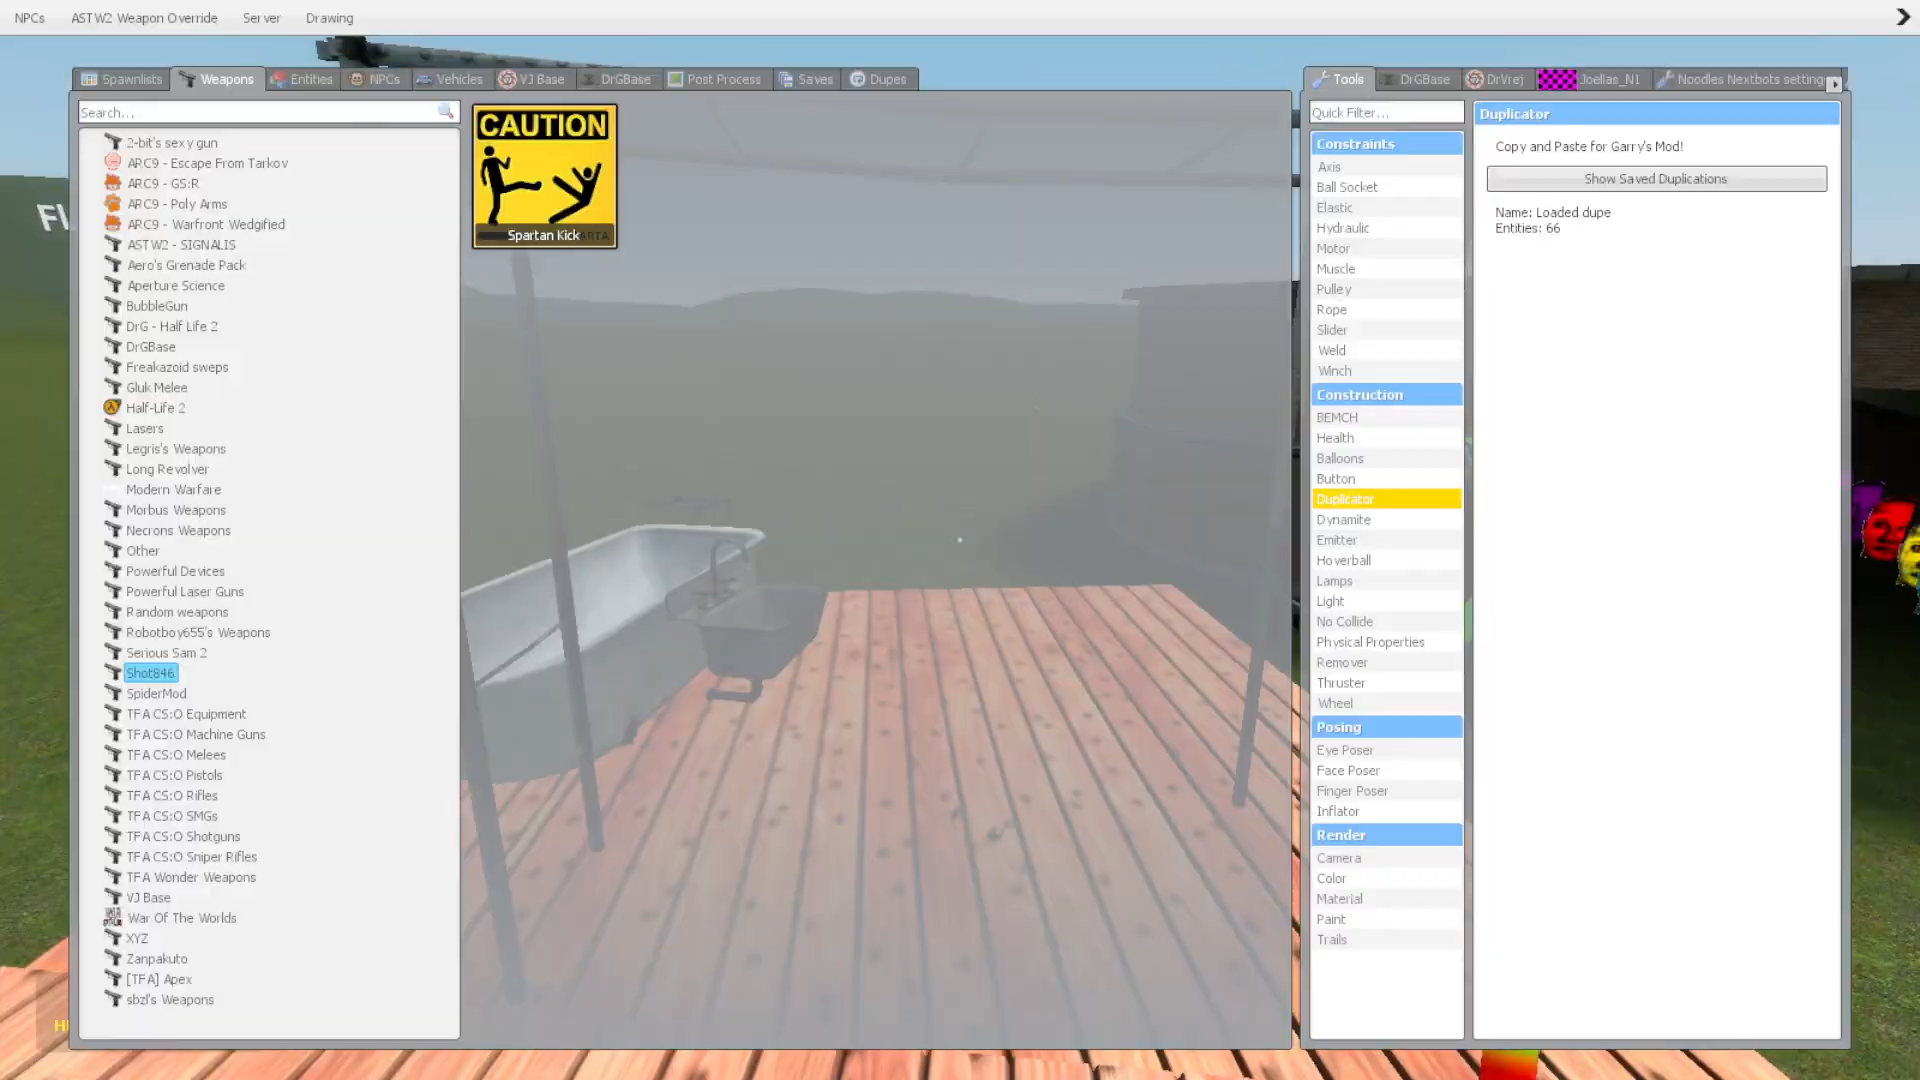 NPCs ASTW2 Weapon Override Server Drawing
Spawnlists Weapons Entities NPCs Vehicles VJ Base DrGBase Post Process Saves Dupes
Search...
2-bit's sexy gun
ARC9 - Escape From Tarkov
ARC9 - GS:R
ARC9 - Poly Arms
ARC9 - Warfront Wedgified
ASTW2 - SIGNALIS
Aero's Grenade Pack
Aperture Science
BubbleGun
DrG - Half Life 2
DrGBase
Freakazoid sweps
Gluk Melee
Half-Life 2
Lasers
Legris's Weapons
Long Revolver
Modern Warfare
Morbus Weapons
Necrons Weapons
Other
Powerful Devices
Powerful Laser Guns
Random weapons
Robotboy655's Weapons
Serious Sam 2
Shot846
SpiderMod
TFA CS:O Equipment
TFA CS:O Machine Guns
TFA CS:O Melees
TFA CS:O Pistols
TFA CS:O Rifles
TFA CS:O SMGs
TFA CS:O Shotguns
TFA CS:O Sniper Rifles
TFA Wonder Weapons
VJ Base
War Of The Worlds
XYZ
Zanpakuto
[TFA] Apex
sbzl's Weapons
CAUTION
Spartan Kick
Tools DrGBase DrVrej Joellas_N1 Noodles Nextbots setting
Quick Filter...
Constraints
Axis
Ball Socket
Elastic
Hydraulic
Motor
Muscle
Pulley
Rope
Slider
Weld
Winch
Construction
BEMCH
Health
Balloons
Button
Duplicator
Dynamite
Emitter
Hoverball
Lamps
Light
No Collide
Physical Properties
Remover
Thruster
Wheel
Posing
Eye Poser
Face Poser
Finger Poser
Inflator
Render
Camera
Color
Material
Paint
Trails
Duplicator
Copy and Paste for Garry's Mod!
Show Saved Duplications
Name: Loaded dupe
Entities: 66